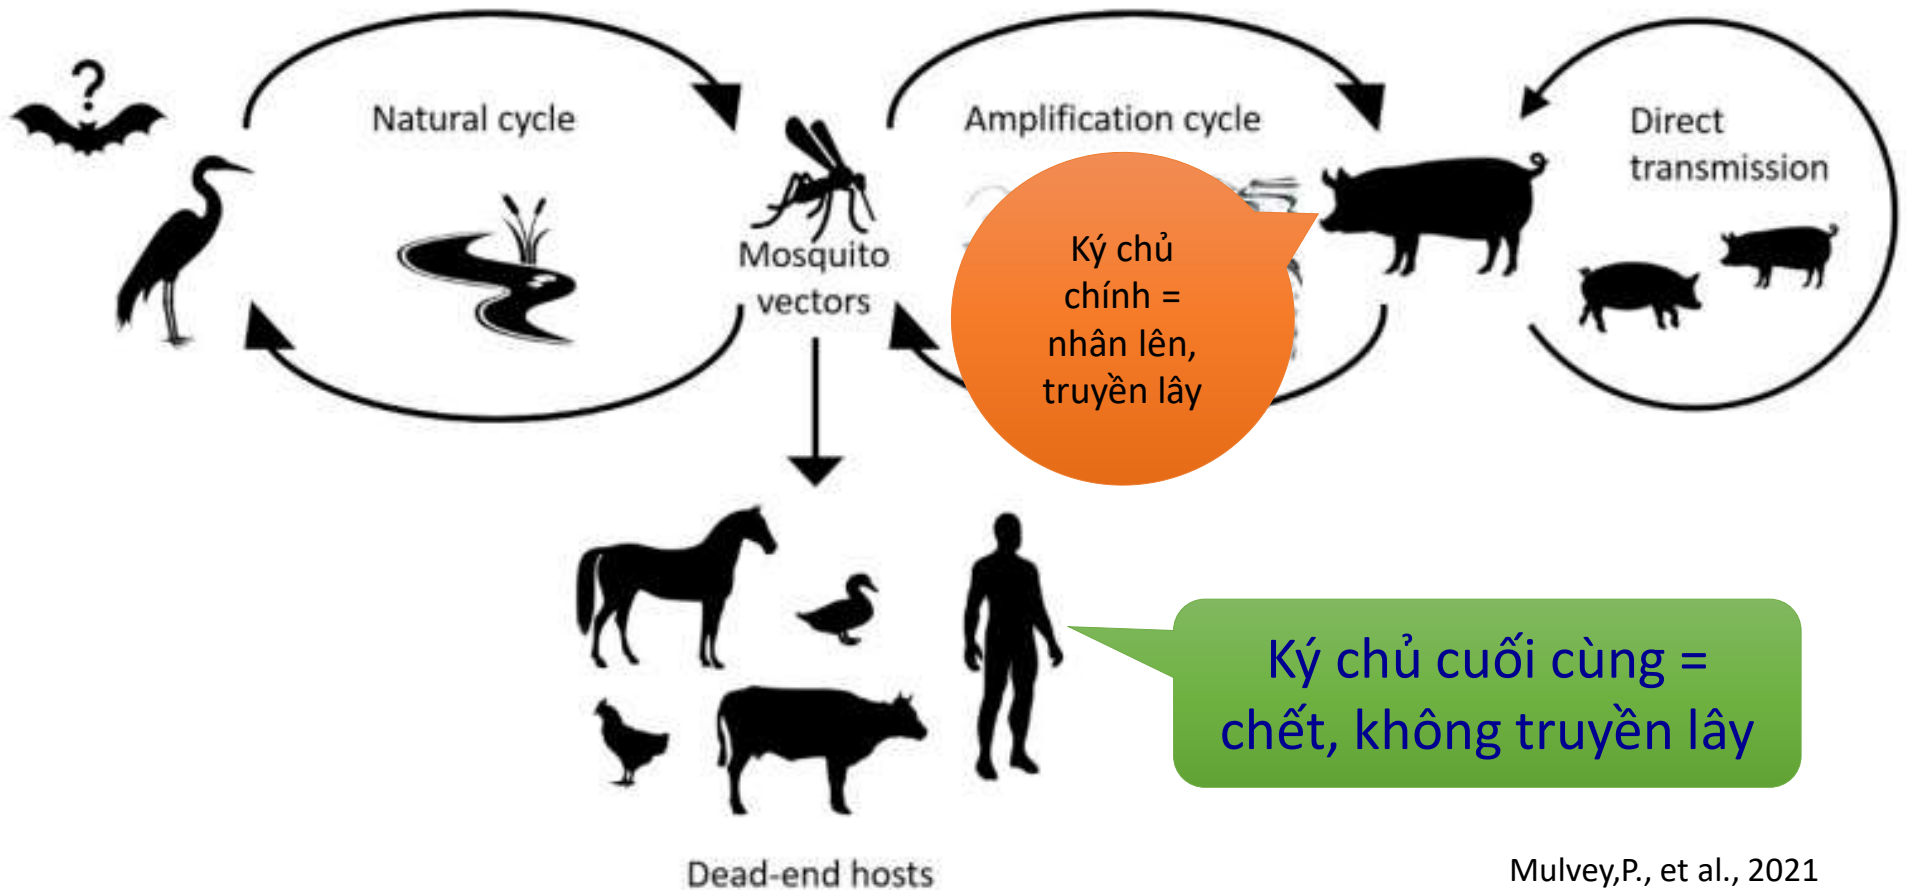 ?
Natural cycle
Amplification cycle
Direct
transmission
Mosquito
vectors
Ký chủ
chính =
nhân lên,
truyền lây
Ký chủ cuối cùng =
chết, không truyền lây
Dead-end hosts
Mulvey,P., et al., 2021